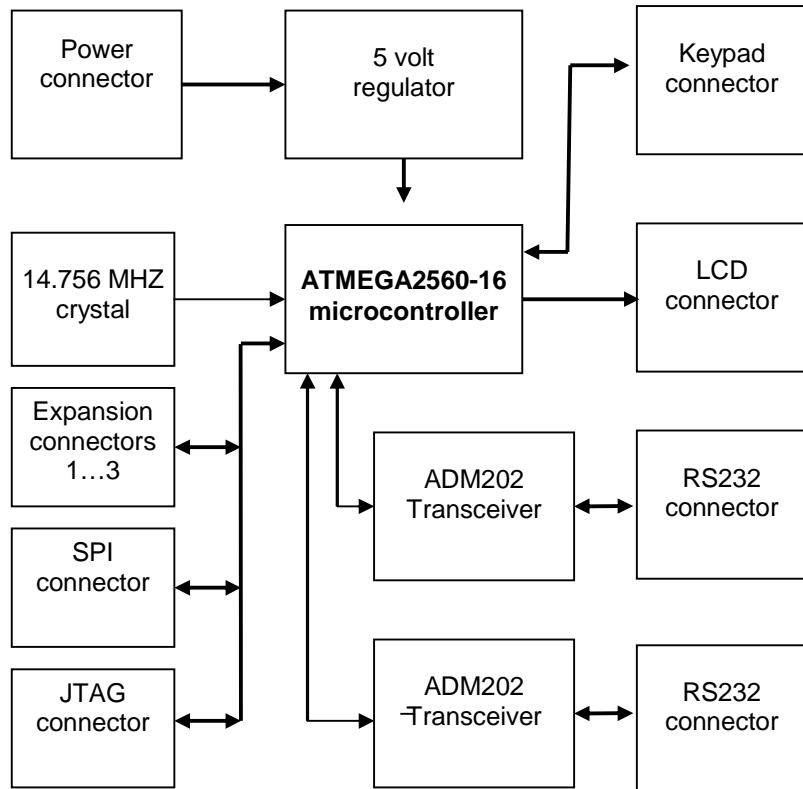 Power
connector
5 volt
regulator
Keypad
connector
14.756 MHZ
crystal
ATMEGA2560-16
microcontroller
LCD
connector
Expansion
connectors
1…3
ADM202
Transceiver
RS232
connector
SPI
connector
JTAG
connector
ADM202
Transceiver
RS232
connector